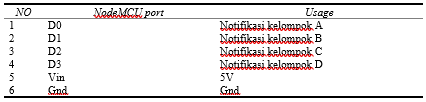 NO NodeMCU port Usage
1 D0 Notifikasi kelompok A
2 D1 Notifikasi kelompok B
3 D2 Notifikasi kelompok C
4 D3 Notifikasi kelompok D
5 Vin 5V
6 Gnd Gnd